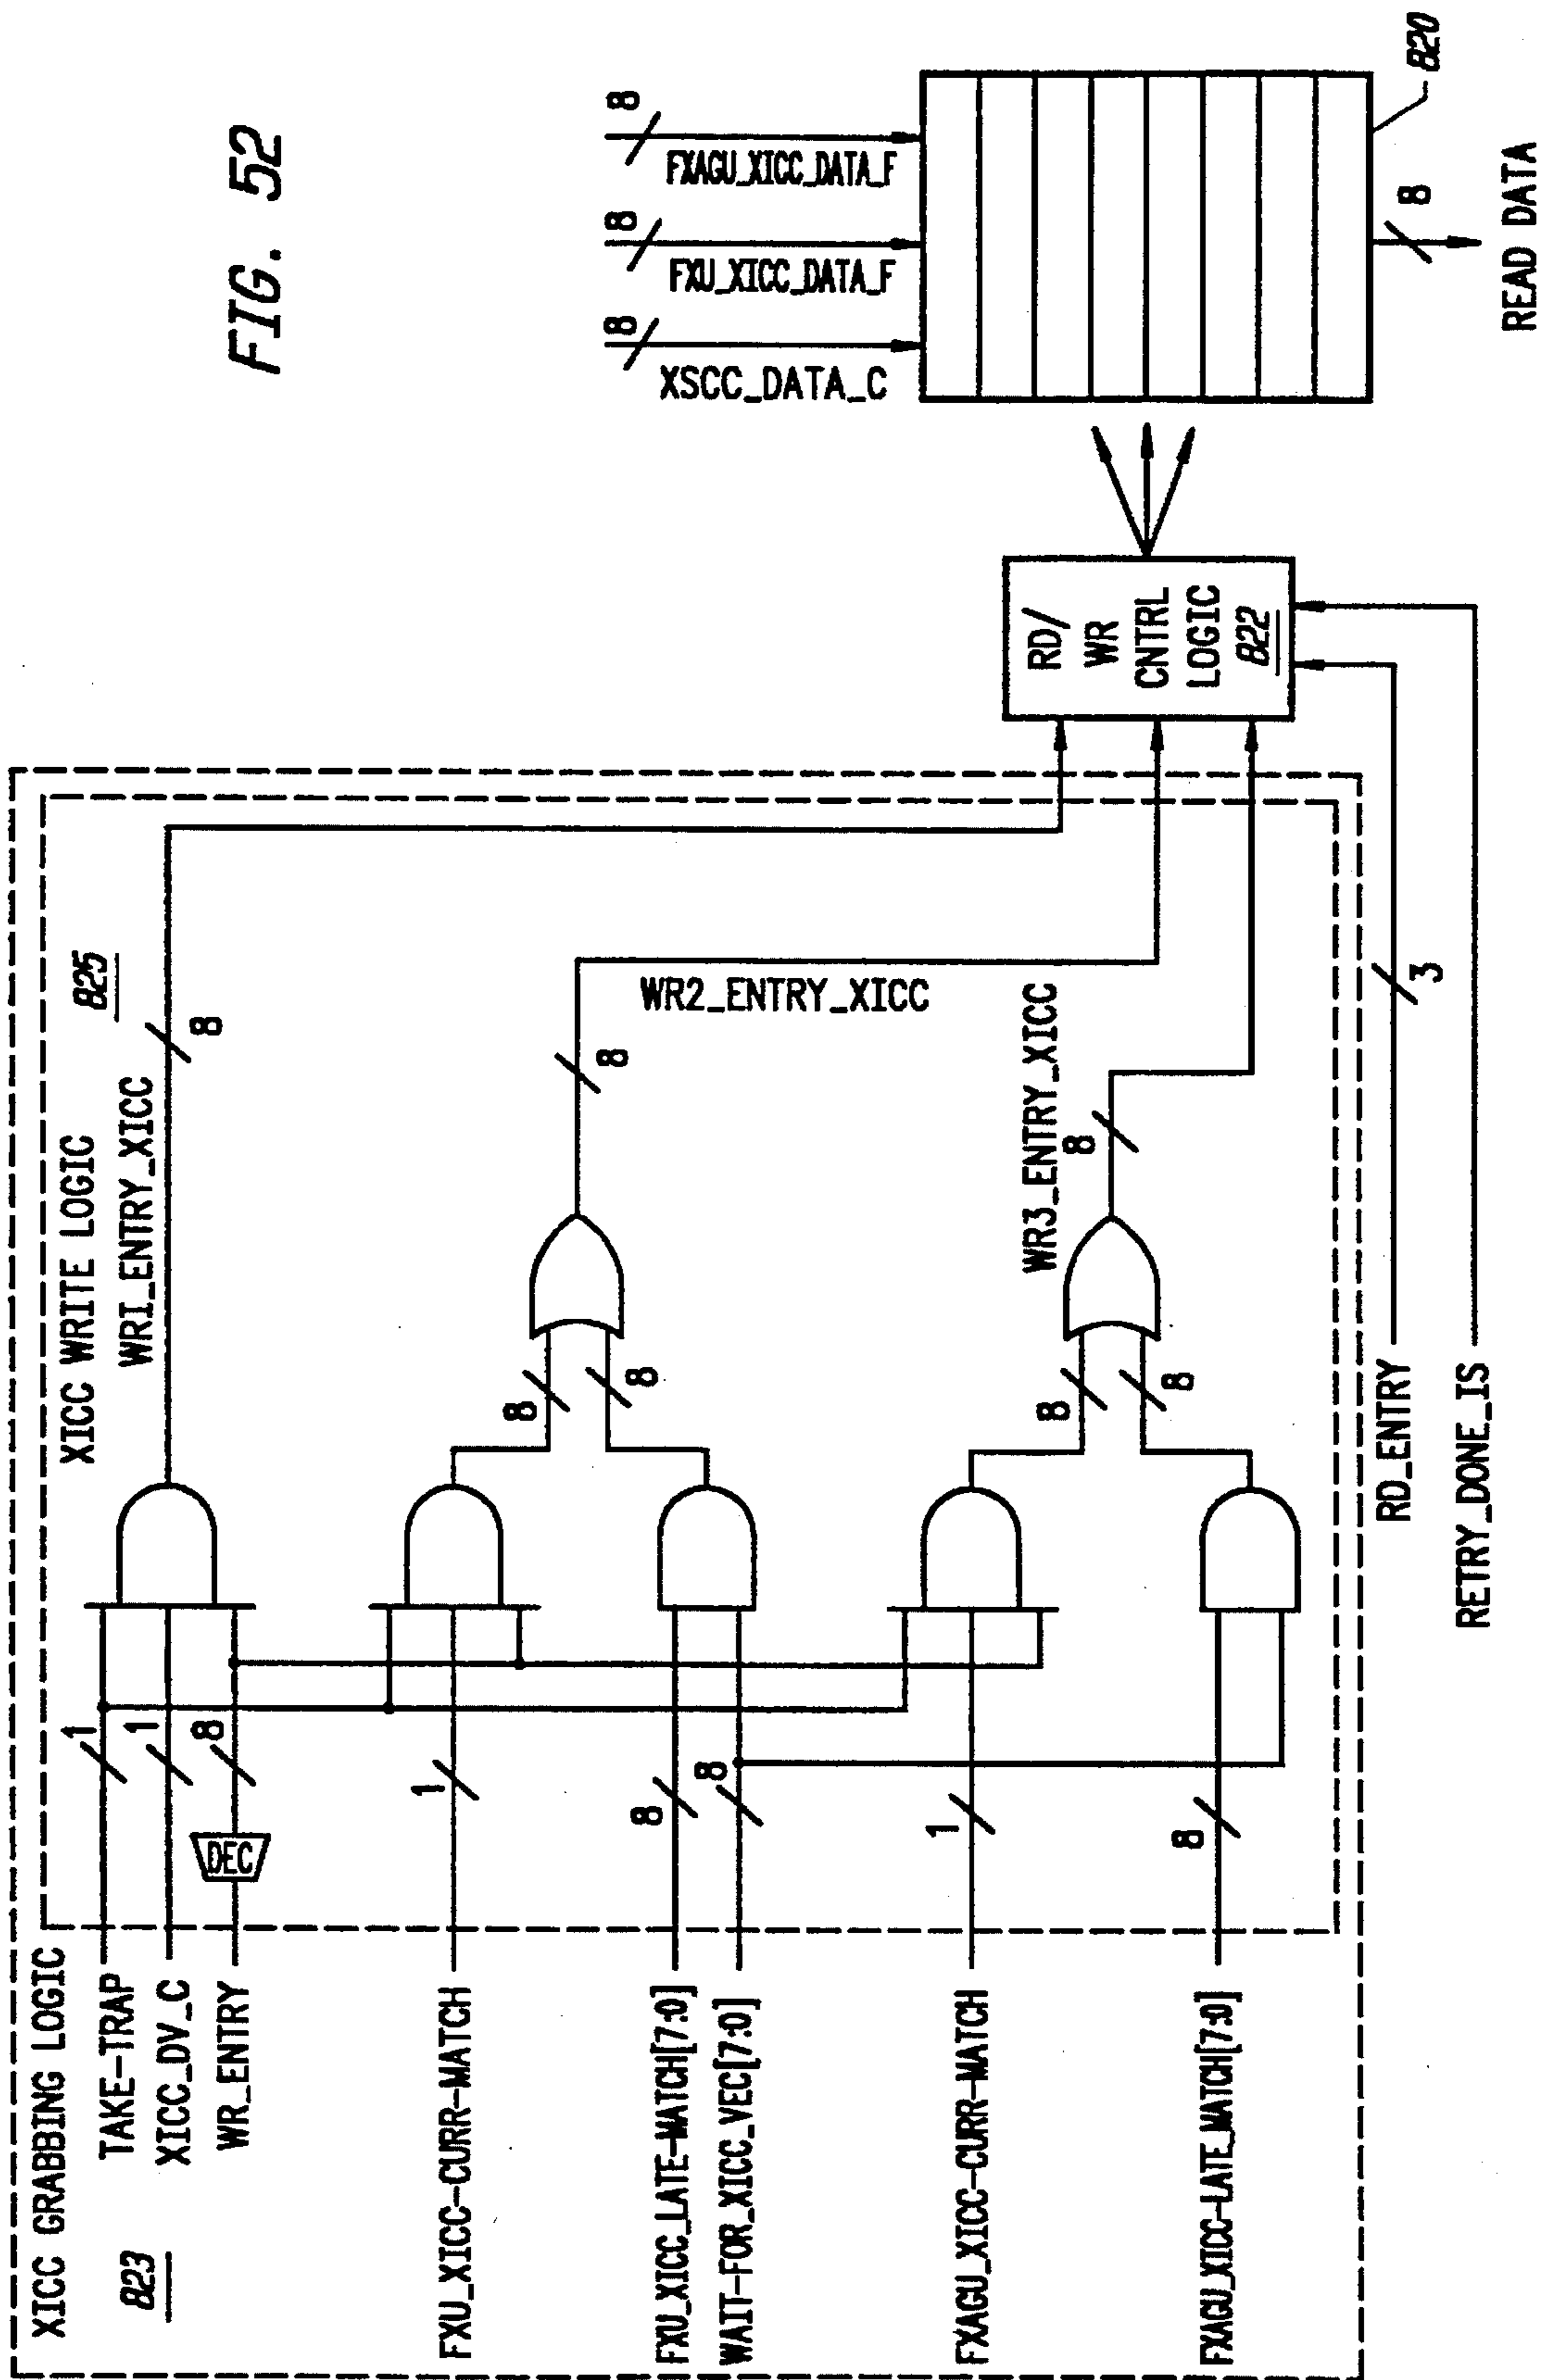 FIG. 52
XICC GRABBING LOGIC
823
XICC WRITE LOGIC
825
TAKE-TRAP
1
XICC_DV_C
1
WR_ENTRY
DEC
8
WR1_ENTRY_XICC
8
FXU_XICC-CURR-MATCH
1
FXU_XICC_LATE-MATCH[7:0]
8
WAIT-FOR_XICC_VEC[7:0]
8
8
8
8
WR2_ENTRY_XICC
FXAGU_XICC-CURR-MATCH
1
FXAGU_XICC-LATE_MATCH[7:0]
8
8
8
8
WR3_ENTRY_XICC
RD_ENTRY
3
RETRY_DONE_IS
RD/
WR
CNTRL
LOGIC
822
XSCC_DATA_C
8
FXU_XICC_DATA_F
8
FXAGU_XICC_DATA_F
8
820
8
READ DATA